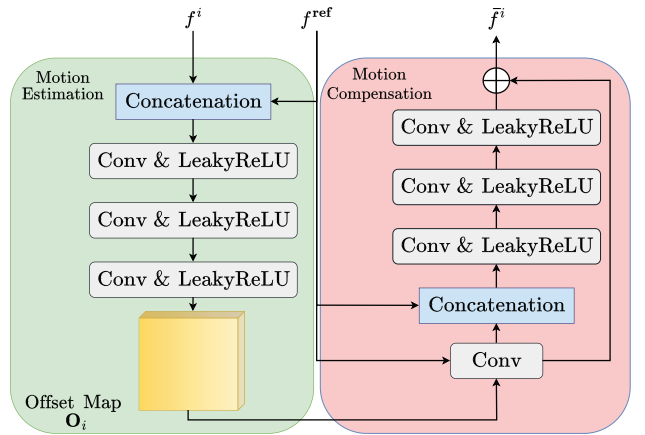 f^i
f^ref
f̄^i
Motion
Estimation
Concatenation
Conv & LeakyReLU
Conv & LeakyReLU
Conv & LeakyReLU
Offset Map
O_i
Motion
Compensation
Conv & LeakyReLU
Conv & LeakyReLU
Conv & LeakyReLU
Concatenation
Conv